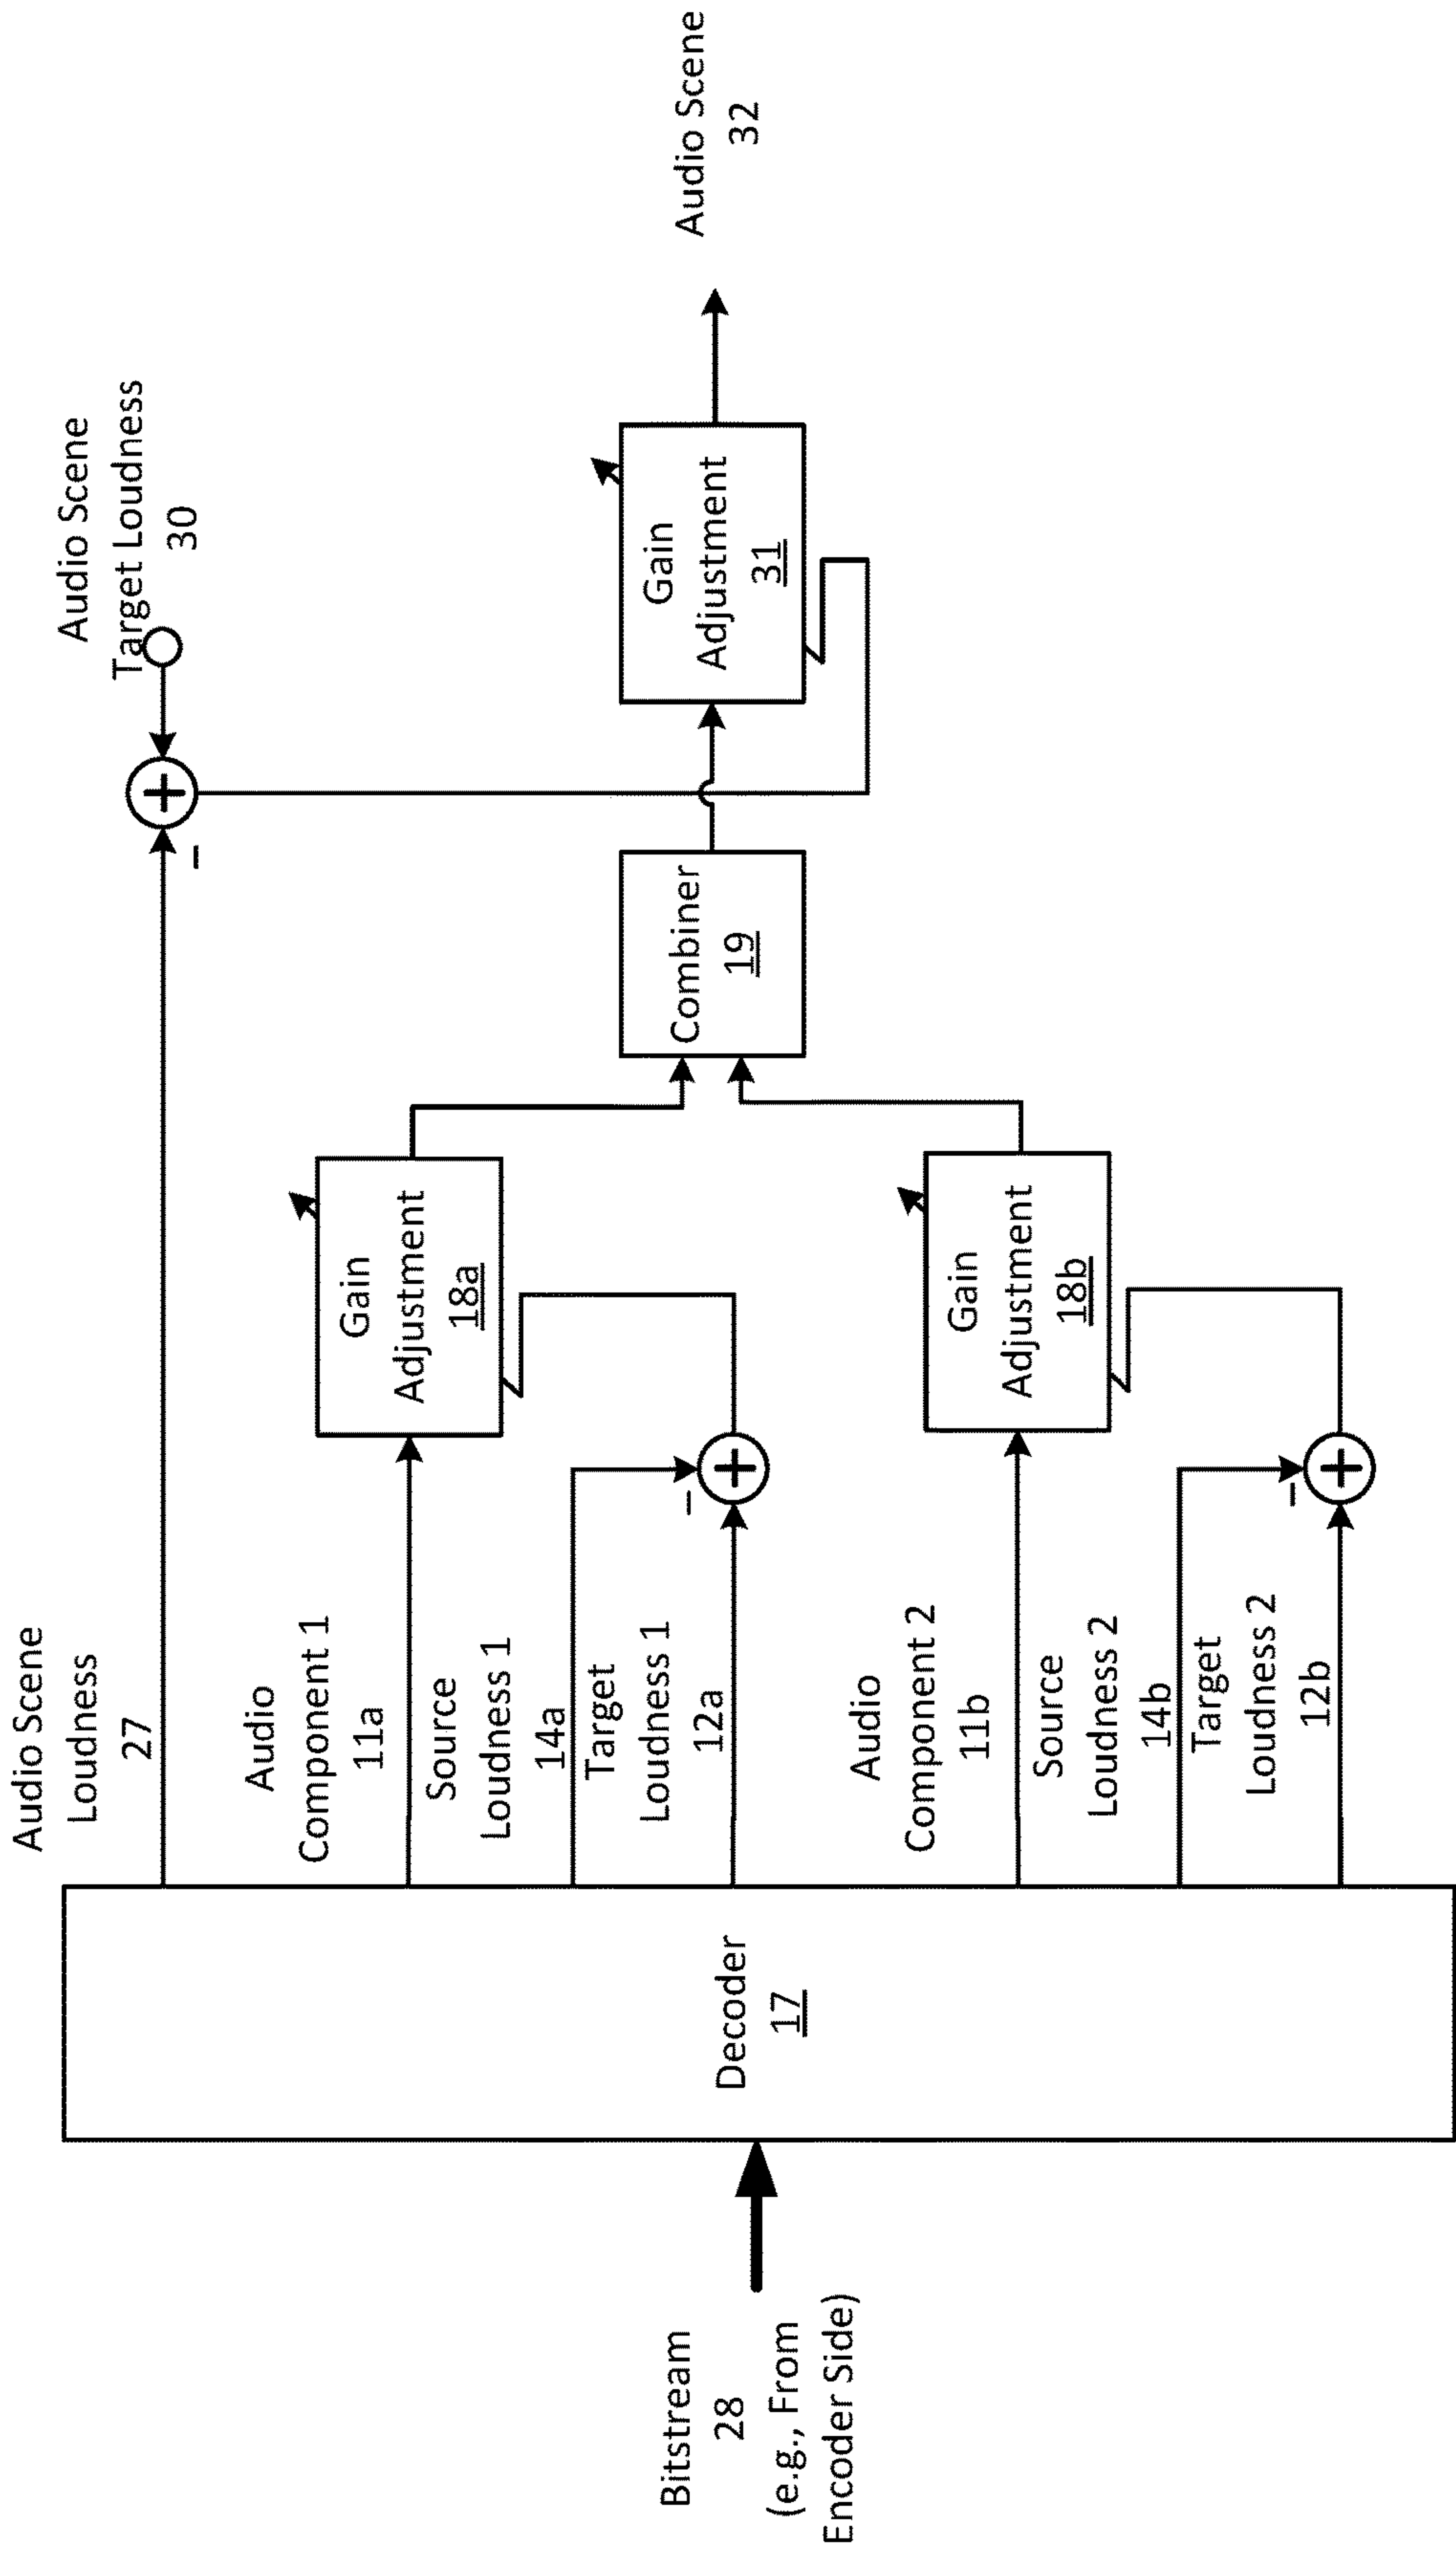 Bitstream
28
(e.g., From
Encoder Side)
Decoder
17
Audio Scene
Loudness
27
Audio
Component 1
11a
Source
Loudness 1
14a
Target
Loudness 1
12a
Audio
Component 2
11b
Source
Loudness 2
14b
Target
Loudness 2
12b
Gain
Adjustment
18a
Gain
Adjustment
18b
–
+
–
+
Combiner
19
–
+
Audio Scene
Target Loudness
30
Gain
Adjustment
31
Audio Scene
32